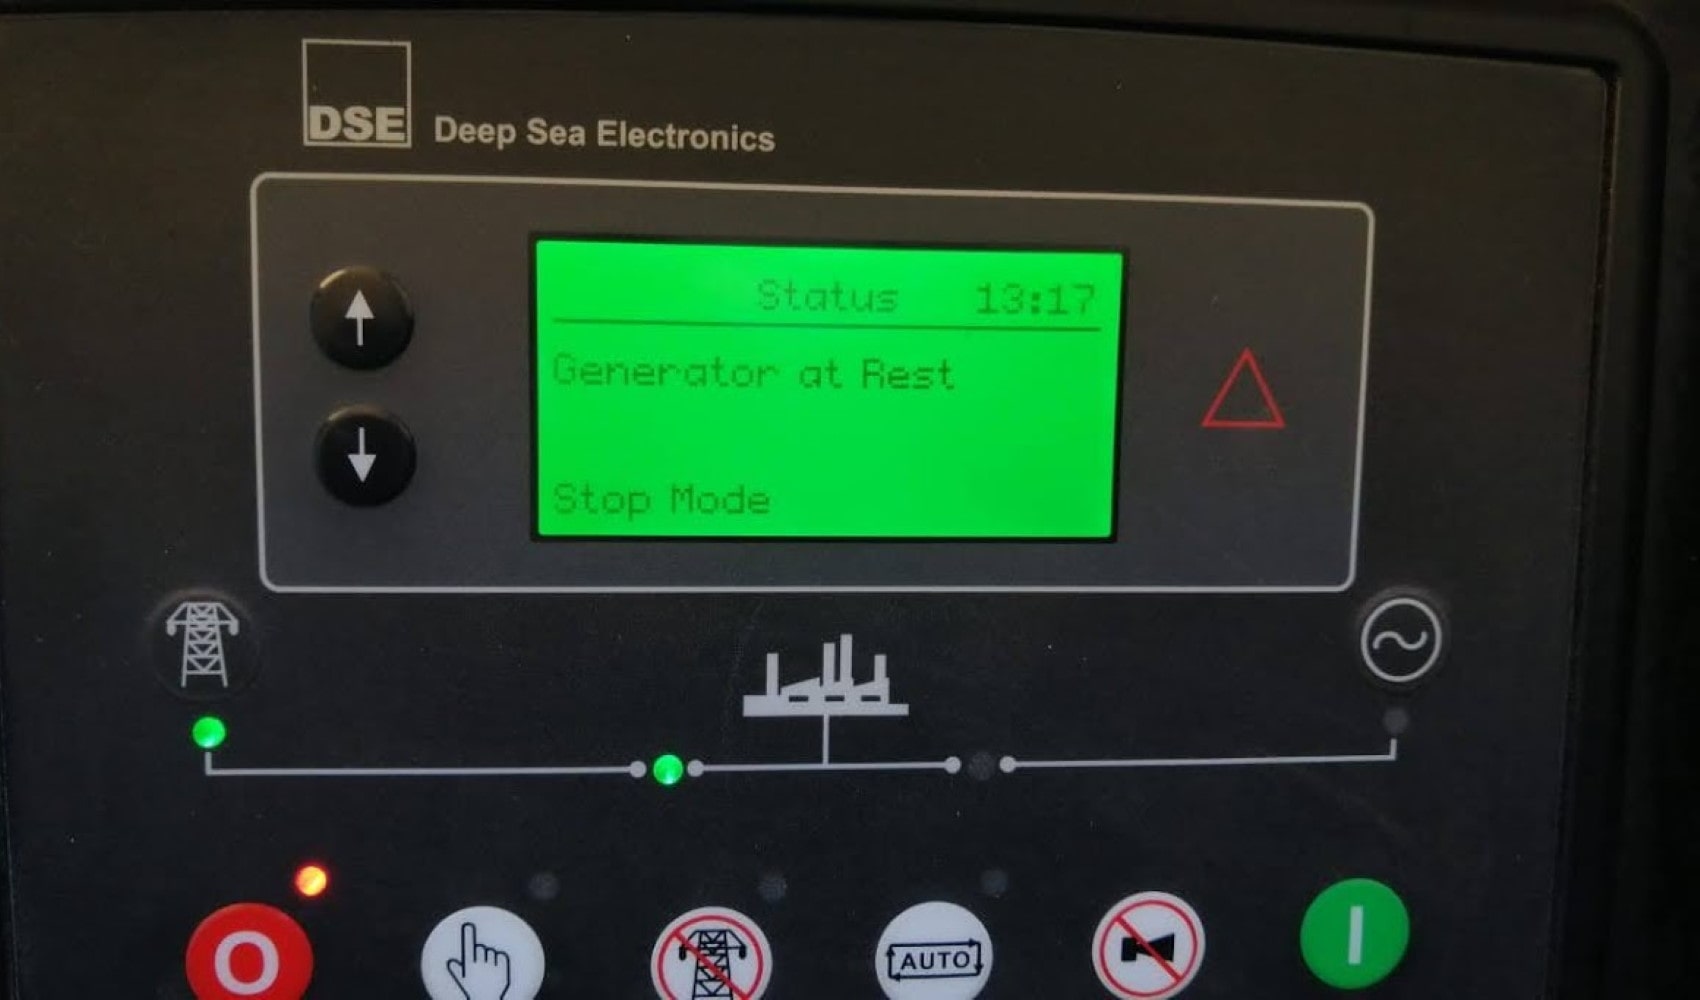 DSE Deep Sea Electronics
Status 13:17
Generator at Rest
Stop Mode
O
AUTO
I